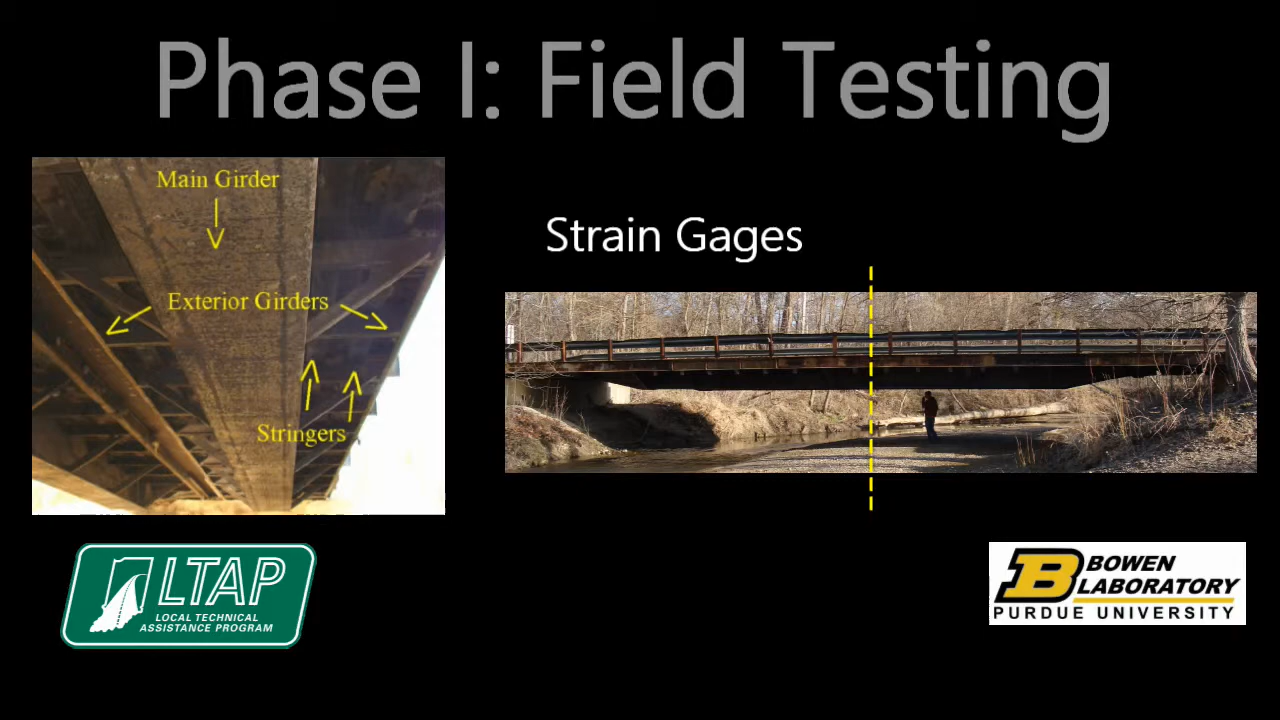 Phase I: Field Testing
Main Girder
Exterior Girders
Stringers
Strain Gages
LTAP
LOCAL TECHNICAL
ASSISTANCE PROGRAM
B BOWEN
LABORATORY
PURDUE UNIVERSITY